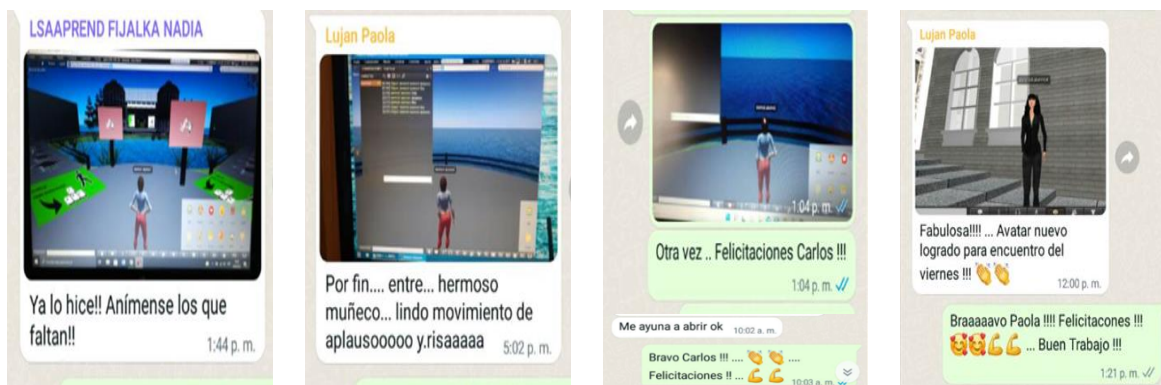 LSAAPREND FIJALKA NADIA
Ya lo hice!! Anímense los que
faltan!!
1:44 p. m.
Lujan Paola
Por fin.... entre... hermoso
muñeco... lindo movimiento de
aplausooooo y.risaaaaa
5:02 p. m.
1:04 p. m.
Otra vez .. Felicitaciones Carlos !!!
1:04 p. m.
Me ayuna a abrir ok
10:02 a. m.
Bravo Carlos !!! .... 👏 👏 ....
Felicitaciones !! ... 💪 💪
10:03 a. m.
Lujan Paola
Fabulosa!!!! ... Avatar nuevo
logrado para encuentro del
viernes !!! 👏 👏
12:00 p. m.
Braaaaavo Paola !!!! Felicitacones !!!
🥰🥰💪💪 ... Buen Trabajo !!!
1:21 p. m.